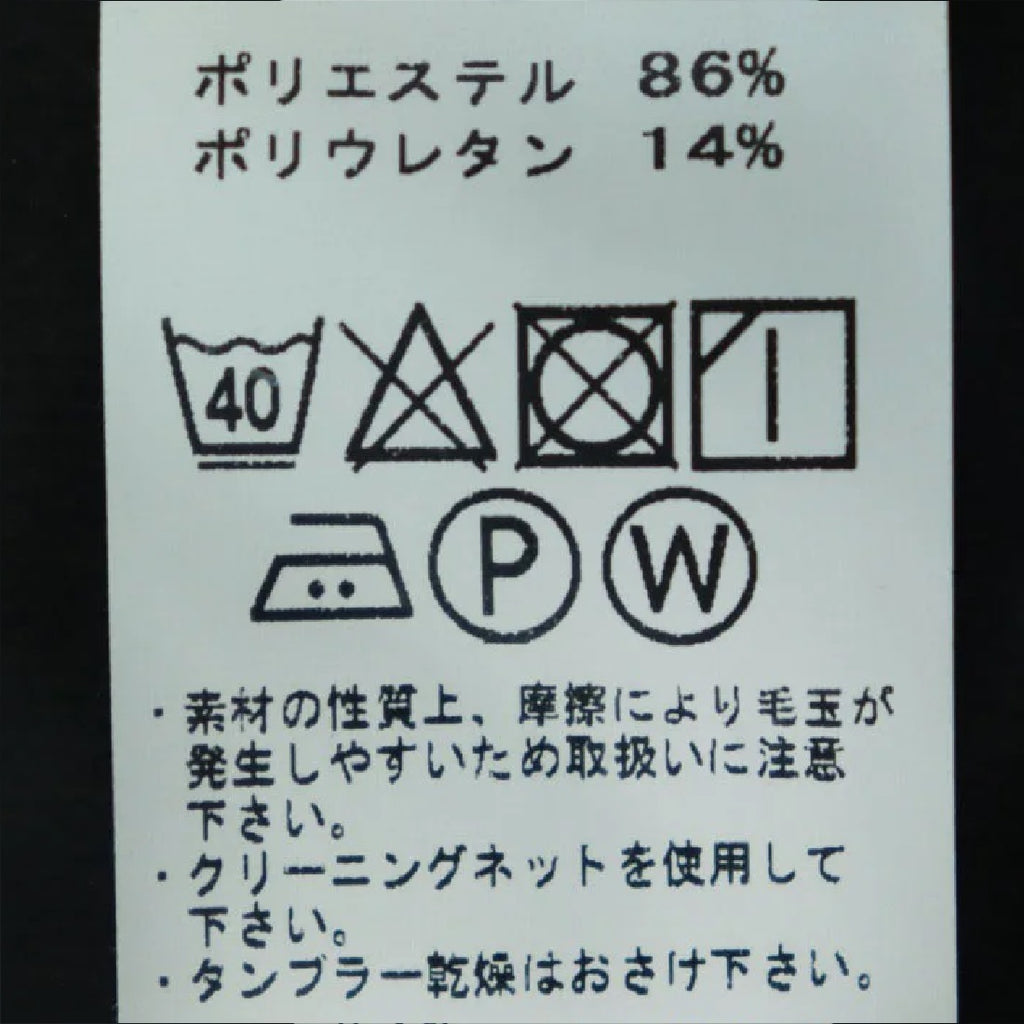 ポリエステル 86%
ポリウレタン 14%
40
P W
・素材の性質上、摩擦により毛玉が
発生しやすいため取扱いに注意
下さい。
・クリーニングネットを使用して
下さい。
・タンブラー乾燥はおさけ下さい。